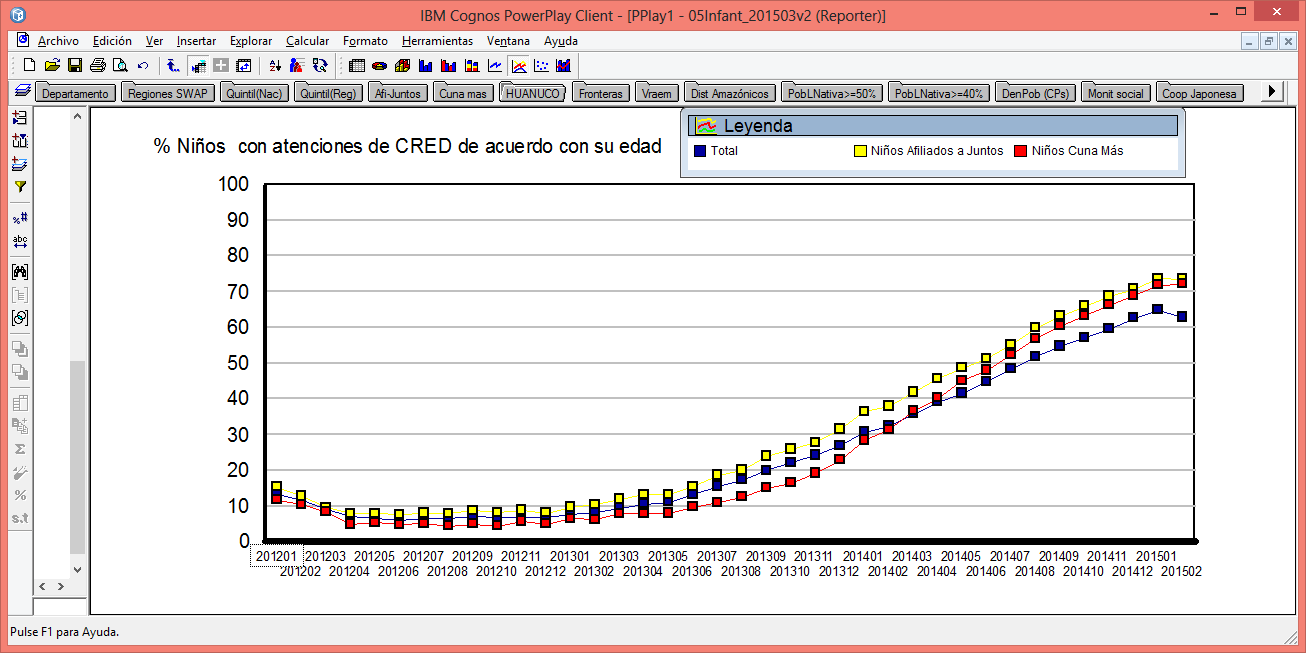 IBM Cognos PowerPlay Client - [PPlay1 - 05Infant_201503v2 (Reporter)]
Archivo Edición Ver Insertar Explorar Calcular Formato Herramientas Ventana Ayuda
Departamento Regiones SWAP Quintil(Nac) Quintil(Reg) Afi-Juntos Cuna mas HUANUCO Fronteras Vraem Dist Amazónicos PobLNativa>=50% PobLNativa>=40% DenPob (CPs) Monit social Coop Japonesa
Leyenda
% Niños con atenciones de CRED de acuerdo con su edad
Total Niños Afiliados a Juntos Niños Cuna Más
100
90
80
70
60
50
40
30
20
10
0
201201 201203 201205 201207 201209 201211 201301 201303 201305 201307 201309 201311 201401 201403 201405 201407 201409 201411 201501
201202 201204 201206 201208 201210 201212 201302 201304 201306 201308 201310 201312 201402 201404 201406 201408 201410 201412 201502
%#
abc
Σ
%
s.t
Pulse F1 para Ayuda.